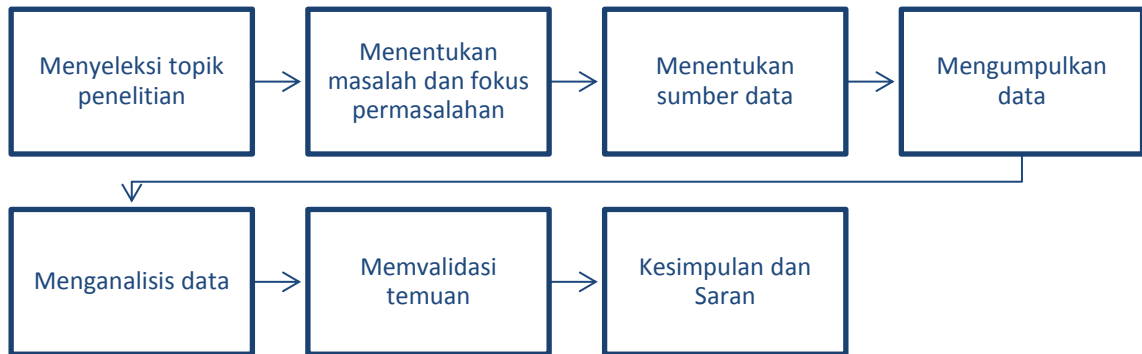 Menyeleksi topik
penelitian
Menentukan
masalah dan fokus
permasalahan
Menentukan
sumber data
Mengumpulkan
data
Menganalisis data
Memvalidasi
temuan
Kesimpulan dan
Saran